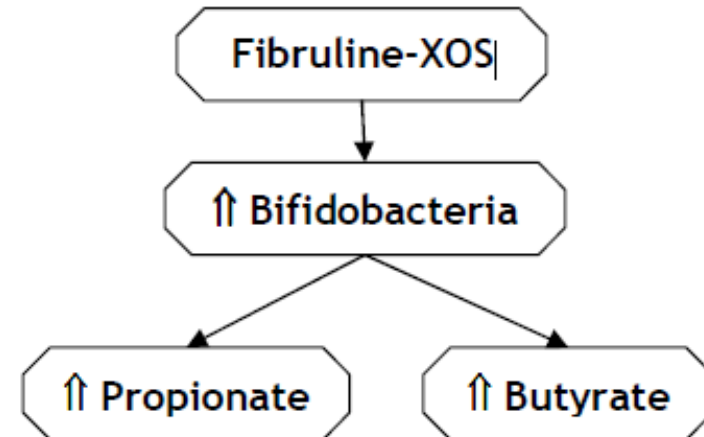 Fibruline-XOS
⇑ Bifidobacteria
⇑ Propionate
⇑ Butyrate